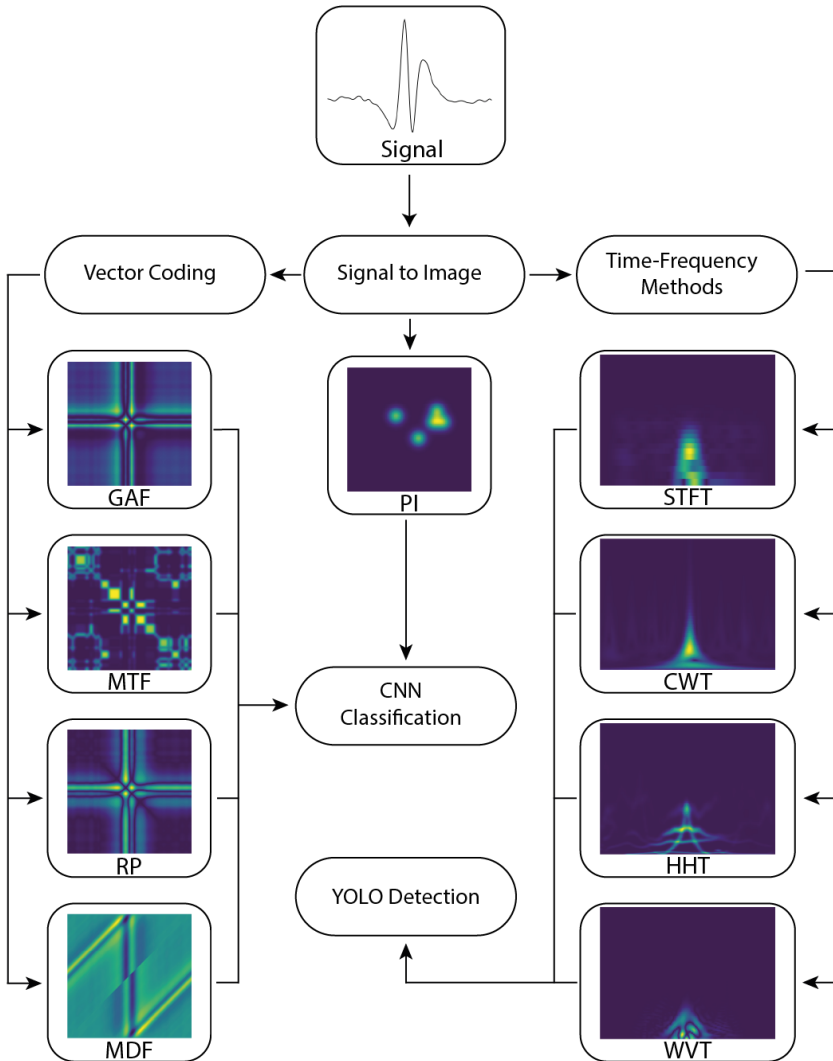 Signal
Vector Coding
Signal to Image
Time-Frequency
Methods
GAF
PI
STFT
MTF
CWT
CNN
Classification
RP
HHT
YOLO Detection
MDF
WVT